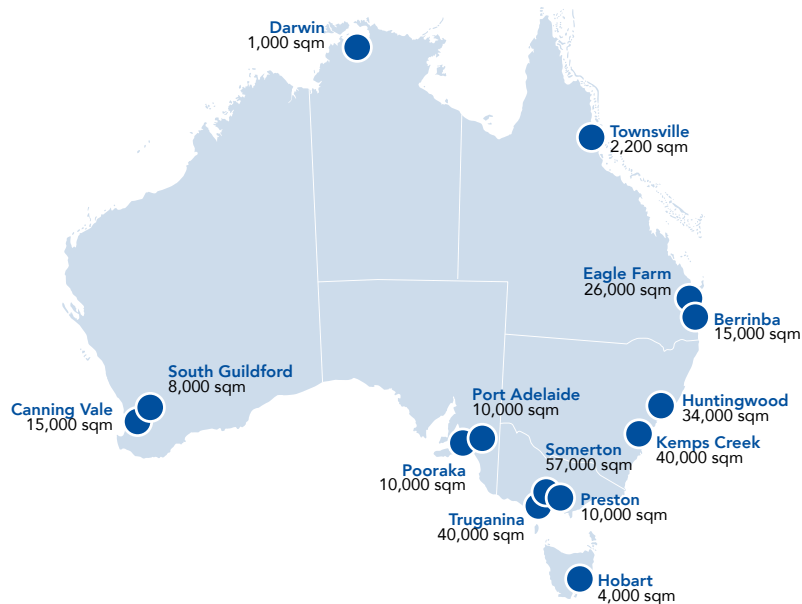 Darwin
1,000 sqm
Townsville
2,200 sqm
Eagle Farm
26,000 sqm
Berrinba
15,000 sqm
South Guildford
8,000 sqm
Canning Vale
15,000 sqm
Port Adelaide
10,000 sqm
Huntingwood
34,000 sqm
Kemps Creek
40,000 sqm
Somerton
57,000 sqm
Pooraka
10,000 sqm
Preston
10,000 sqm
Truganina
40,000 sqm
Hobart
4,000 sqm